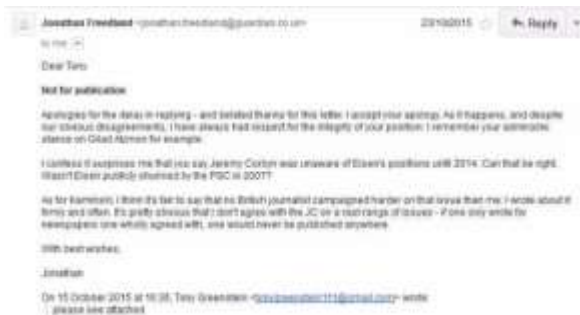 Jonathan Freedland <jonathan.freedland@guardian.co.uk> 23/10/2015 Reply
to me
Dear Tony
Not for publication
Apologies for the delay in replying - and belated thanks for this letter. I accept your apology. As it happens, and despite
our obvious disagreements, I have always had respect for the integrity of your position. I remember your admirable
stance on Gilad Atzmon for example.
I confess it surprises me that you say Jeremy Corbyn was unaware of Eisen's positions until 2014. Can that be right.
Wasn't Eisen publicly shunned by the PSC in 2007?
As for I think it's fair to say that no British journalist campaigned harder on that issue than me: I wrote about it
firmly and often. It's pretty obvious that I don't agree with the JC on a vast range of issues - if one only wrote for
newspapers one wholly agreed with, one would never be published anywhere.
With best wishes,
Jonathan
On 15 October 2015 at 16:38, Tony Greenstein wrote:
please see attached